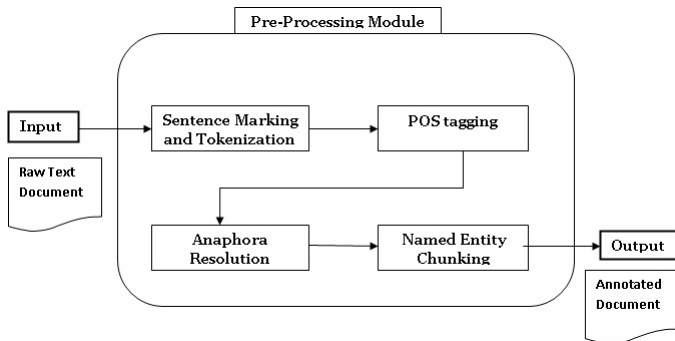 Pre-Processing Module
Input
Raw Text
Document
Sentence Marking
and Tokenization
POS tagging
Anaphora
Resolution
Named Entity
Chunking
Output
Annotated
Document